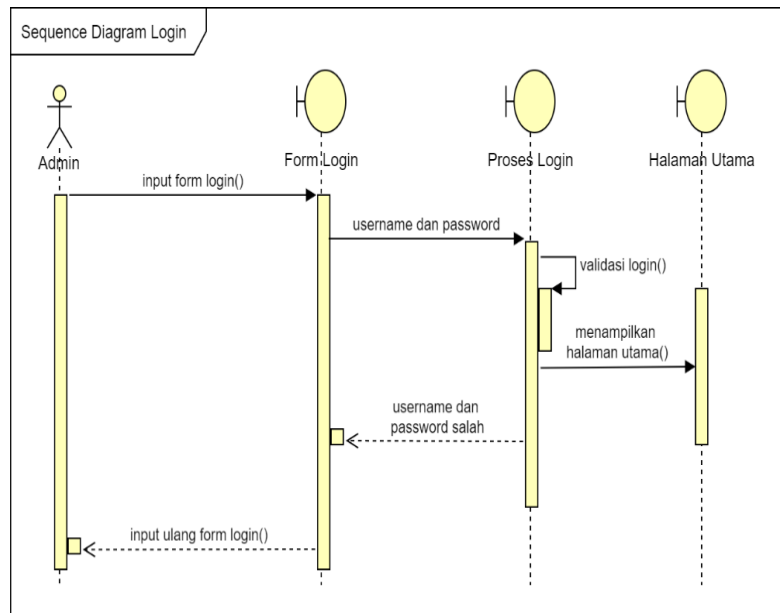 Sequence Diagram Login
Admin
Form Login
Proses Login
Halaman Utama
input form login()
username dan password
validasi login()
menampilkan
halaman utama()
username dan
password salah
input ulang form login()